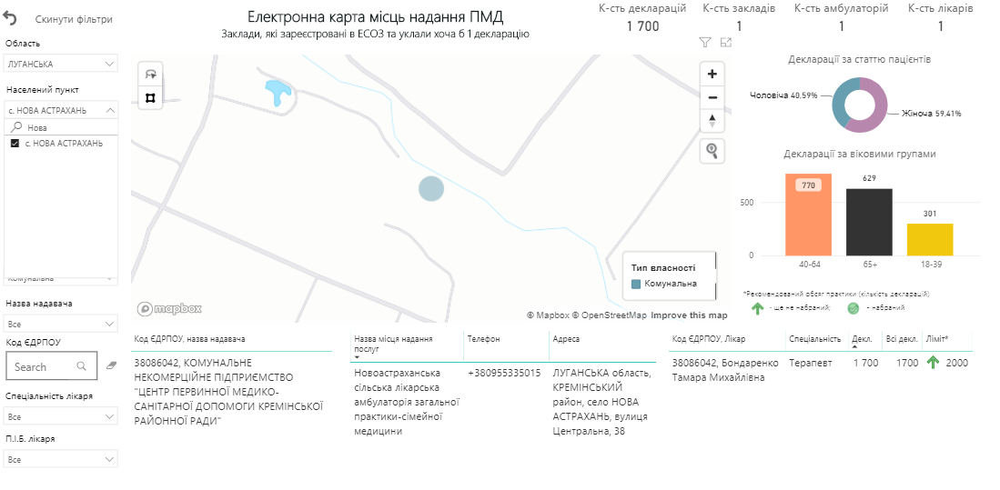 Скинути фільтри
Електронна карта місць надання ПМД
Заклади, які зареєстровані в ЕСОЗ та уклали хоча б 1 декларацію
К-сть декларацій
К-сть закладів
К-сть амбулаторій
К-сть лікарів
1 700
1
1
1
Область
ЛУГАНСЬКА
Населений пункт
с. НОВА АСТРАХАНЬ
Нова
с. НОВА АСТРАХАНЬ
Комунальна
Назва надавача
Все
Код ЄДРПОУ
Search
Спеціальність лікаря
Все
П.І.Б. лікаря
Все
Тип власності
Комунальна
mapbox
© Mapbox © OpenStreetMap Improve this map
Декларації за статтю пацієнтів
Чоловіча 40,59%
Жіноча 59,41%
Декларації за віковими групами
500
0
770
629
301
40-64
65+
18-39
*Рекомендований обсяг практики (кількість декларацій)
- ще не набраний;
- набраний
Код ЄДРПОУ, назва надавача
38086042, КОМУНАЛЬНЕ
НЕКОМЕРЦІЙНЕ ПІДПРИЄМСТВО
"ЦЕНТР ПЕРВИННОЇ МЕДИКО-
САНІТАРНОЇ ДОПОМОГИ КРЕМІНСЬКОЇ
РАЙОННОЇ РАДИ"
Назва місця надання
послуг
Телефон
Адреса
Новоастраханська
сільська лікарська
амбулаторія загальної
практики-сімейної
медицини
+380955335015
ЛУГАНСЬКА область,
КРЕМІНСЬКИЙ
район, село НОВА
АСТРАХАНЬ, вулиця
Центральна, 38
Код ЄДРПОУ, Лікар
Спеціальність
Декл.
Всі декл.
Ліміт*
38086042, Бондаренко
Тамара Михайлівна
Терапевт
1 700
1700
2000